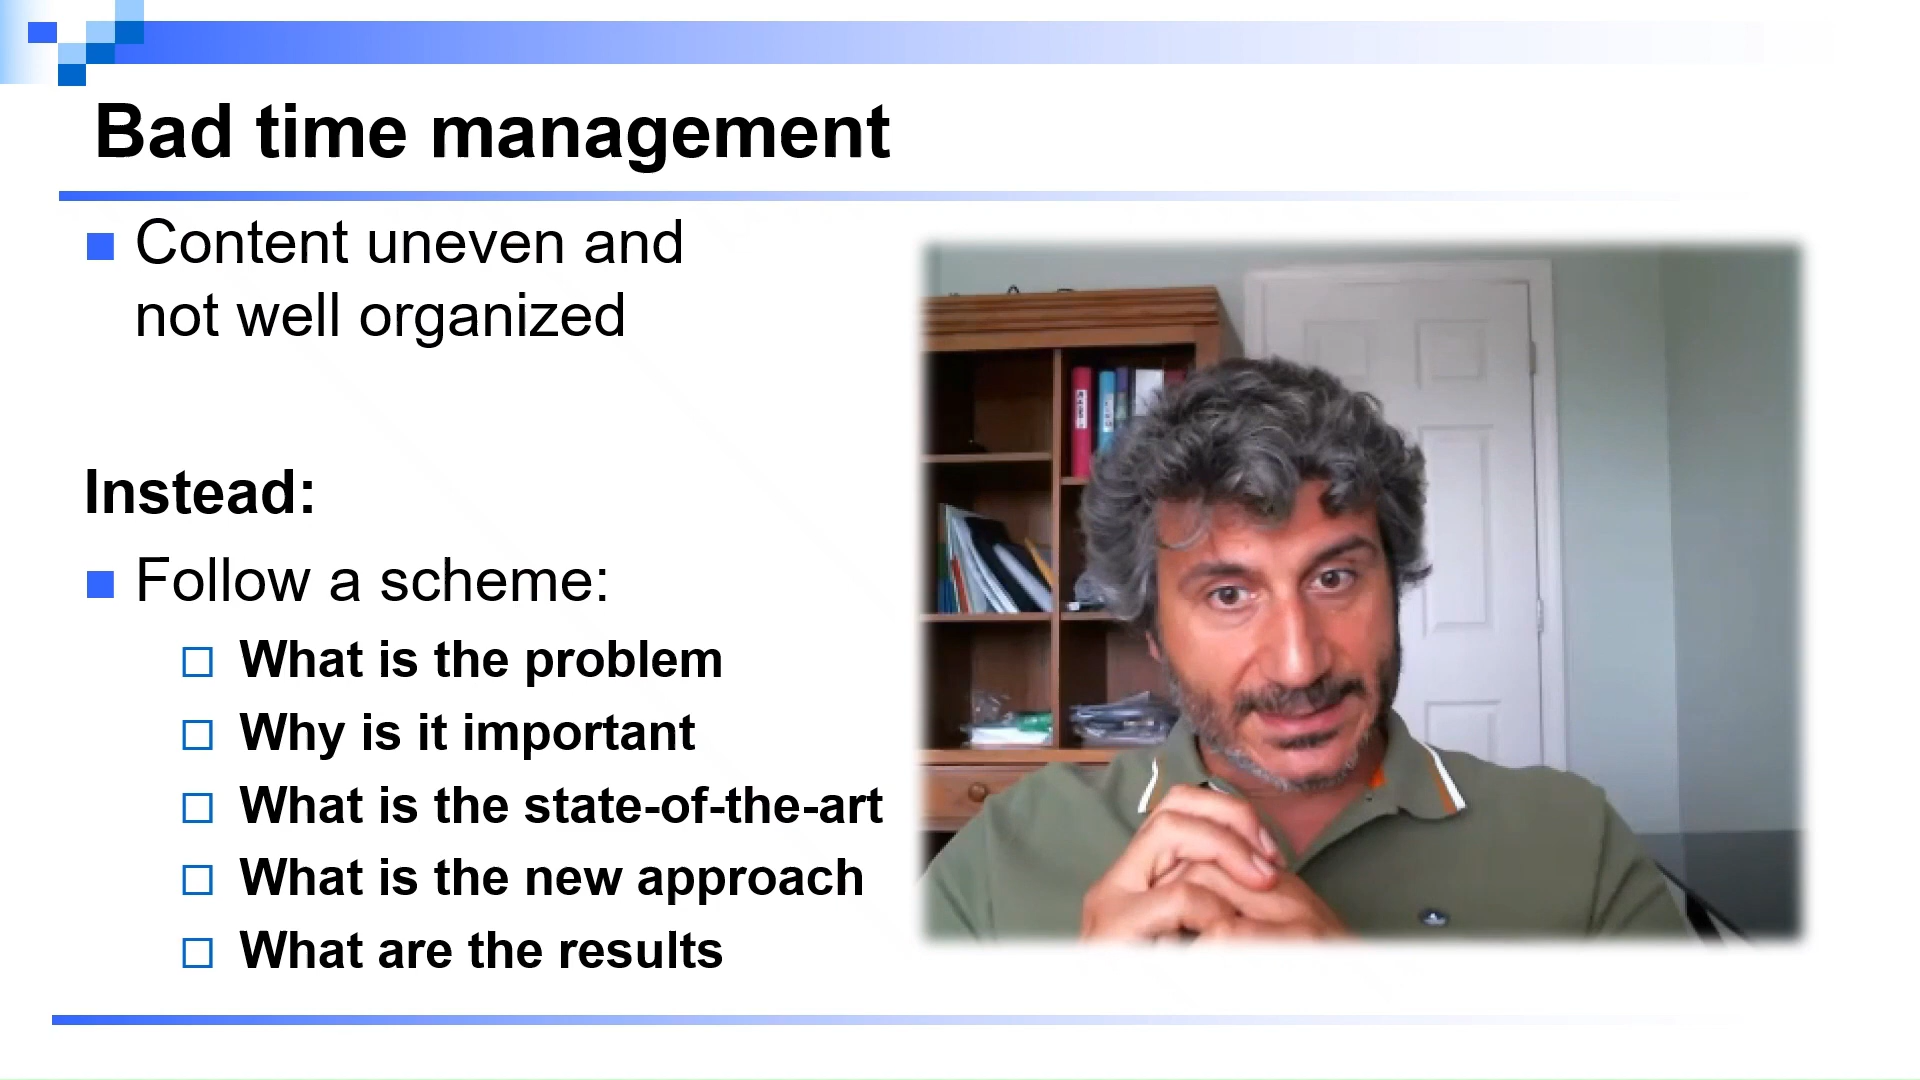 Bad time management
Content uneven and
not well organized
Instead:
Follow a scheme:
What is the problem
Why is it important
What is the state-of-the-art
What is the new approach
What are the results